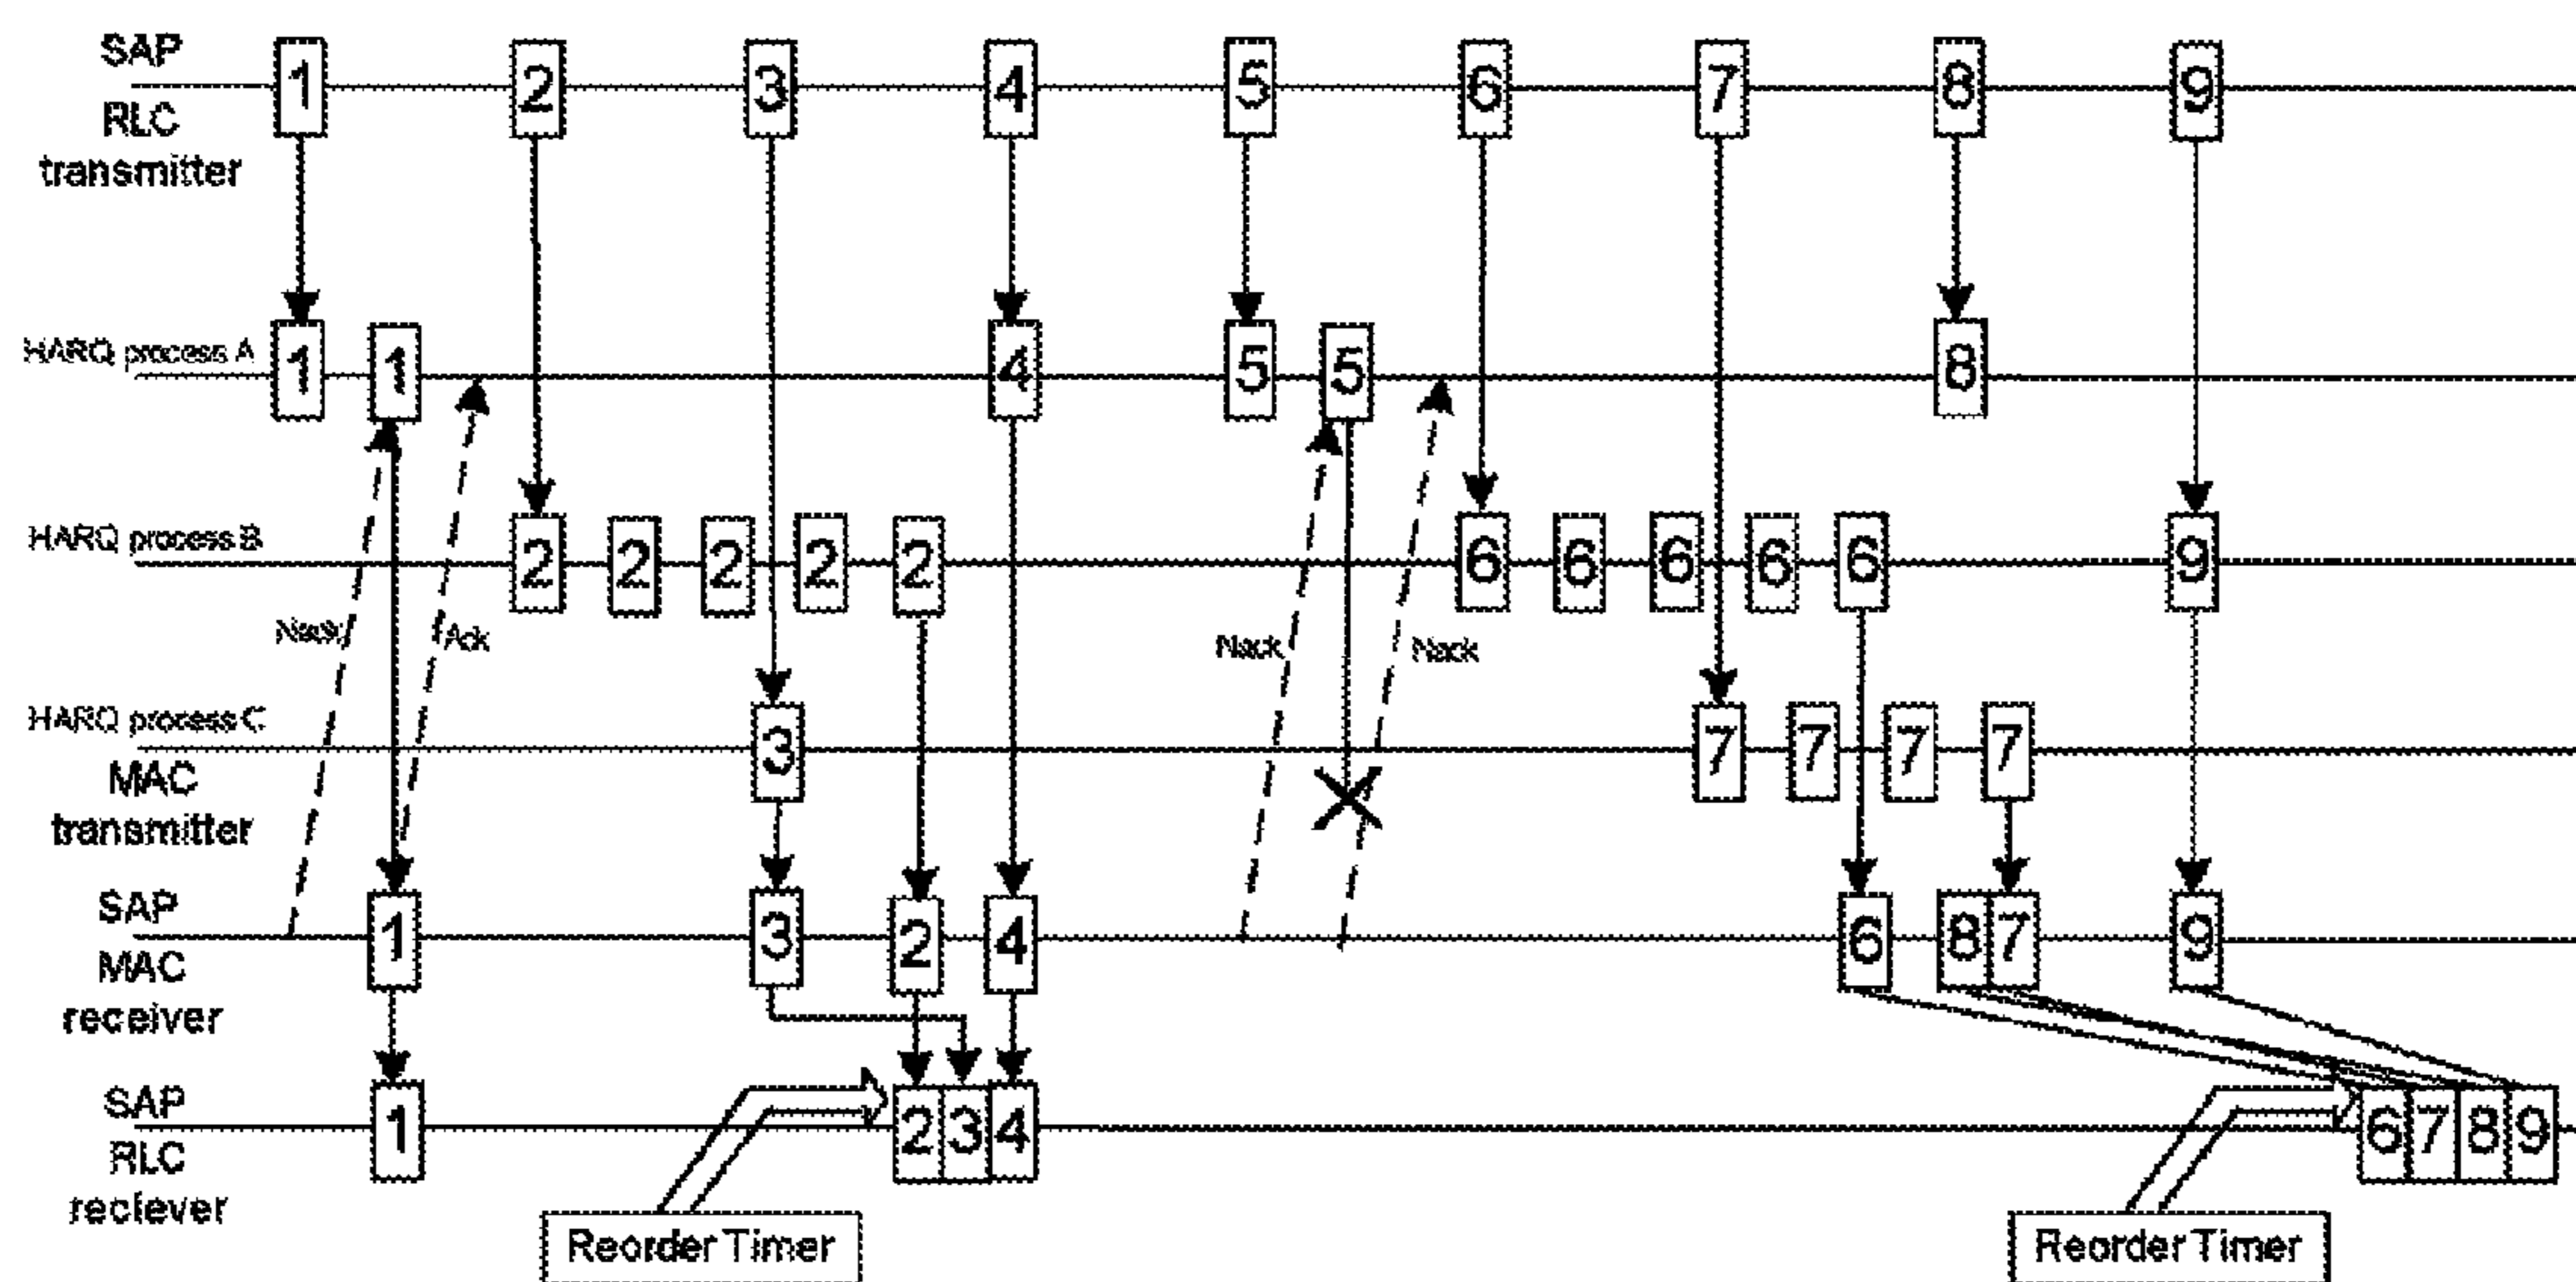 SAP
1 2 3 4 5 6 7 8 9
RLC
transmitter
HARQ process A
1 1 4 5 5 8
HARQ process B
2 2 2 2 2 6 6 6 6 6 9
Nack Ack Nack Nack
HARQ process C
3 7 7 7 7
MAC
transmitter
SAP
1 3 2 4 6 8 7 9
MAC
receiver
SAP
1 2 3 4 6 7 8 9
RLC
reciever
Reorder Timer
Reorder Timer